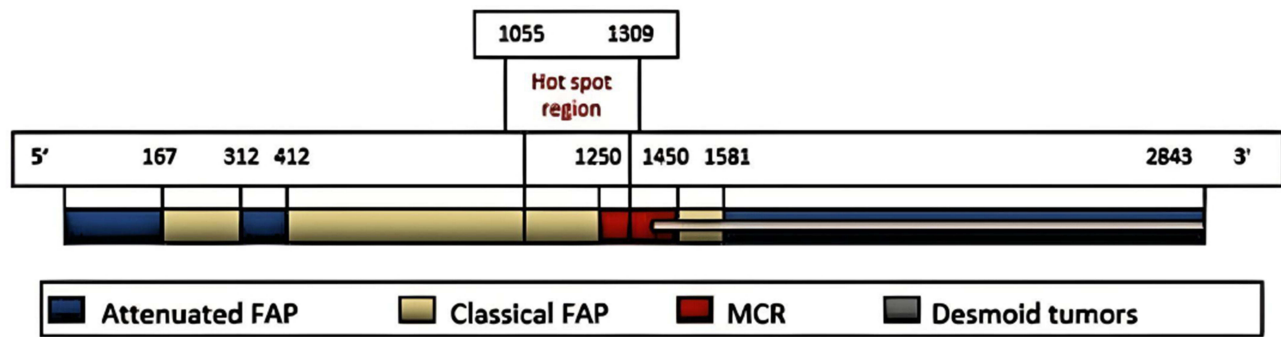 1055 1309
Hot spot
region
5' 167 312 412 1250 1450 1581 2843 3'
Attenuated FAP Classical FAP MCR Desmoid tumors